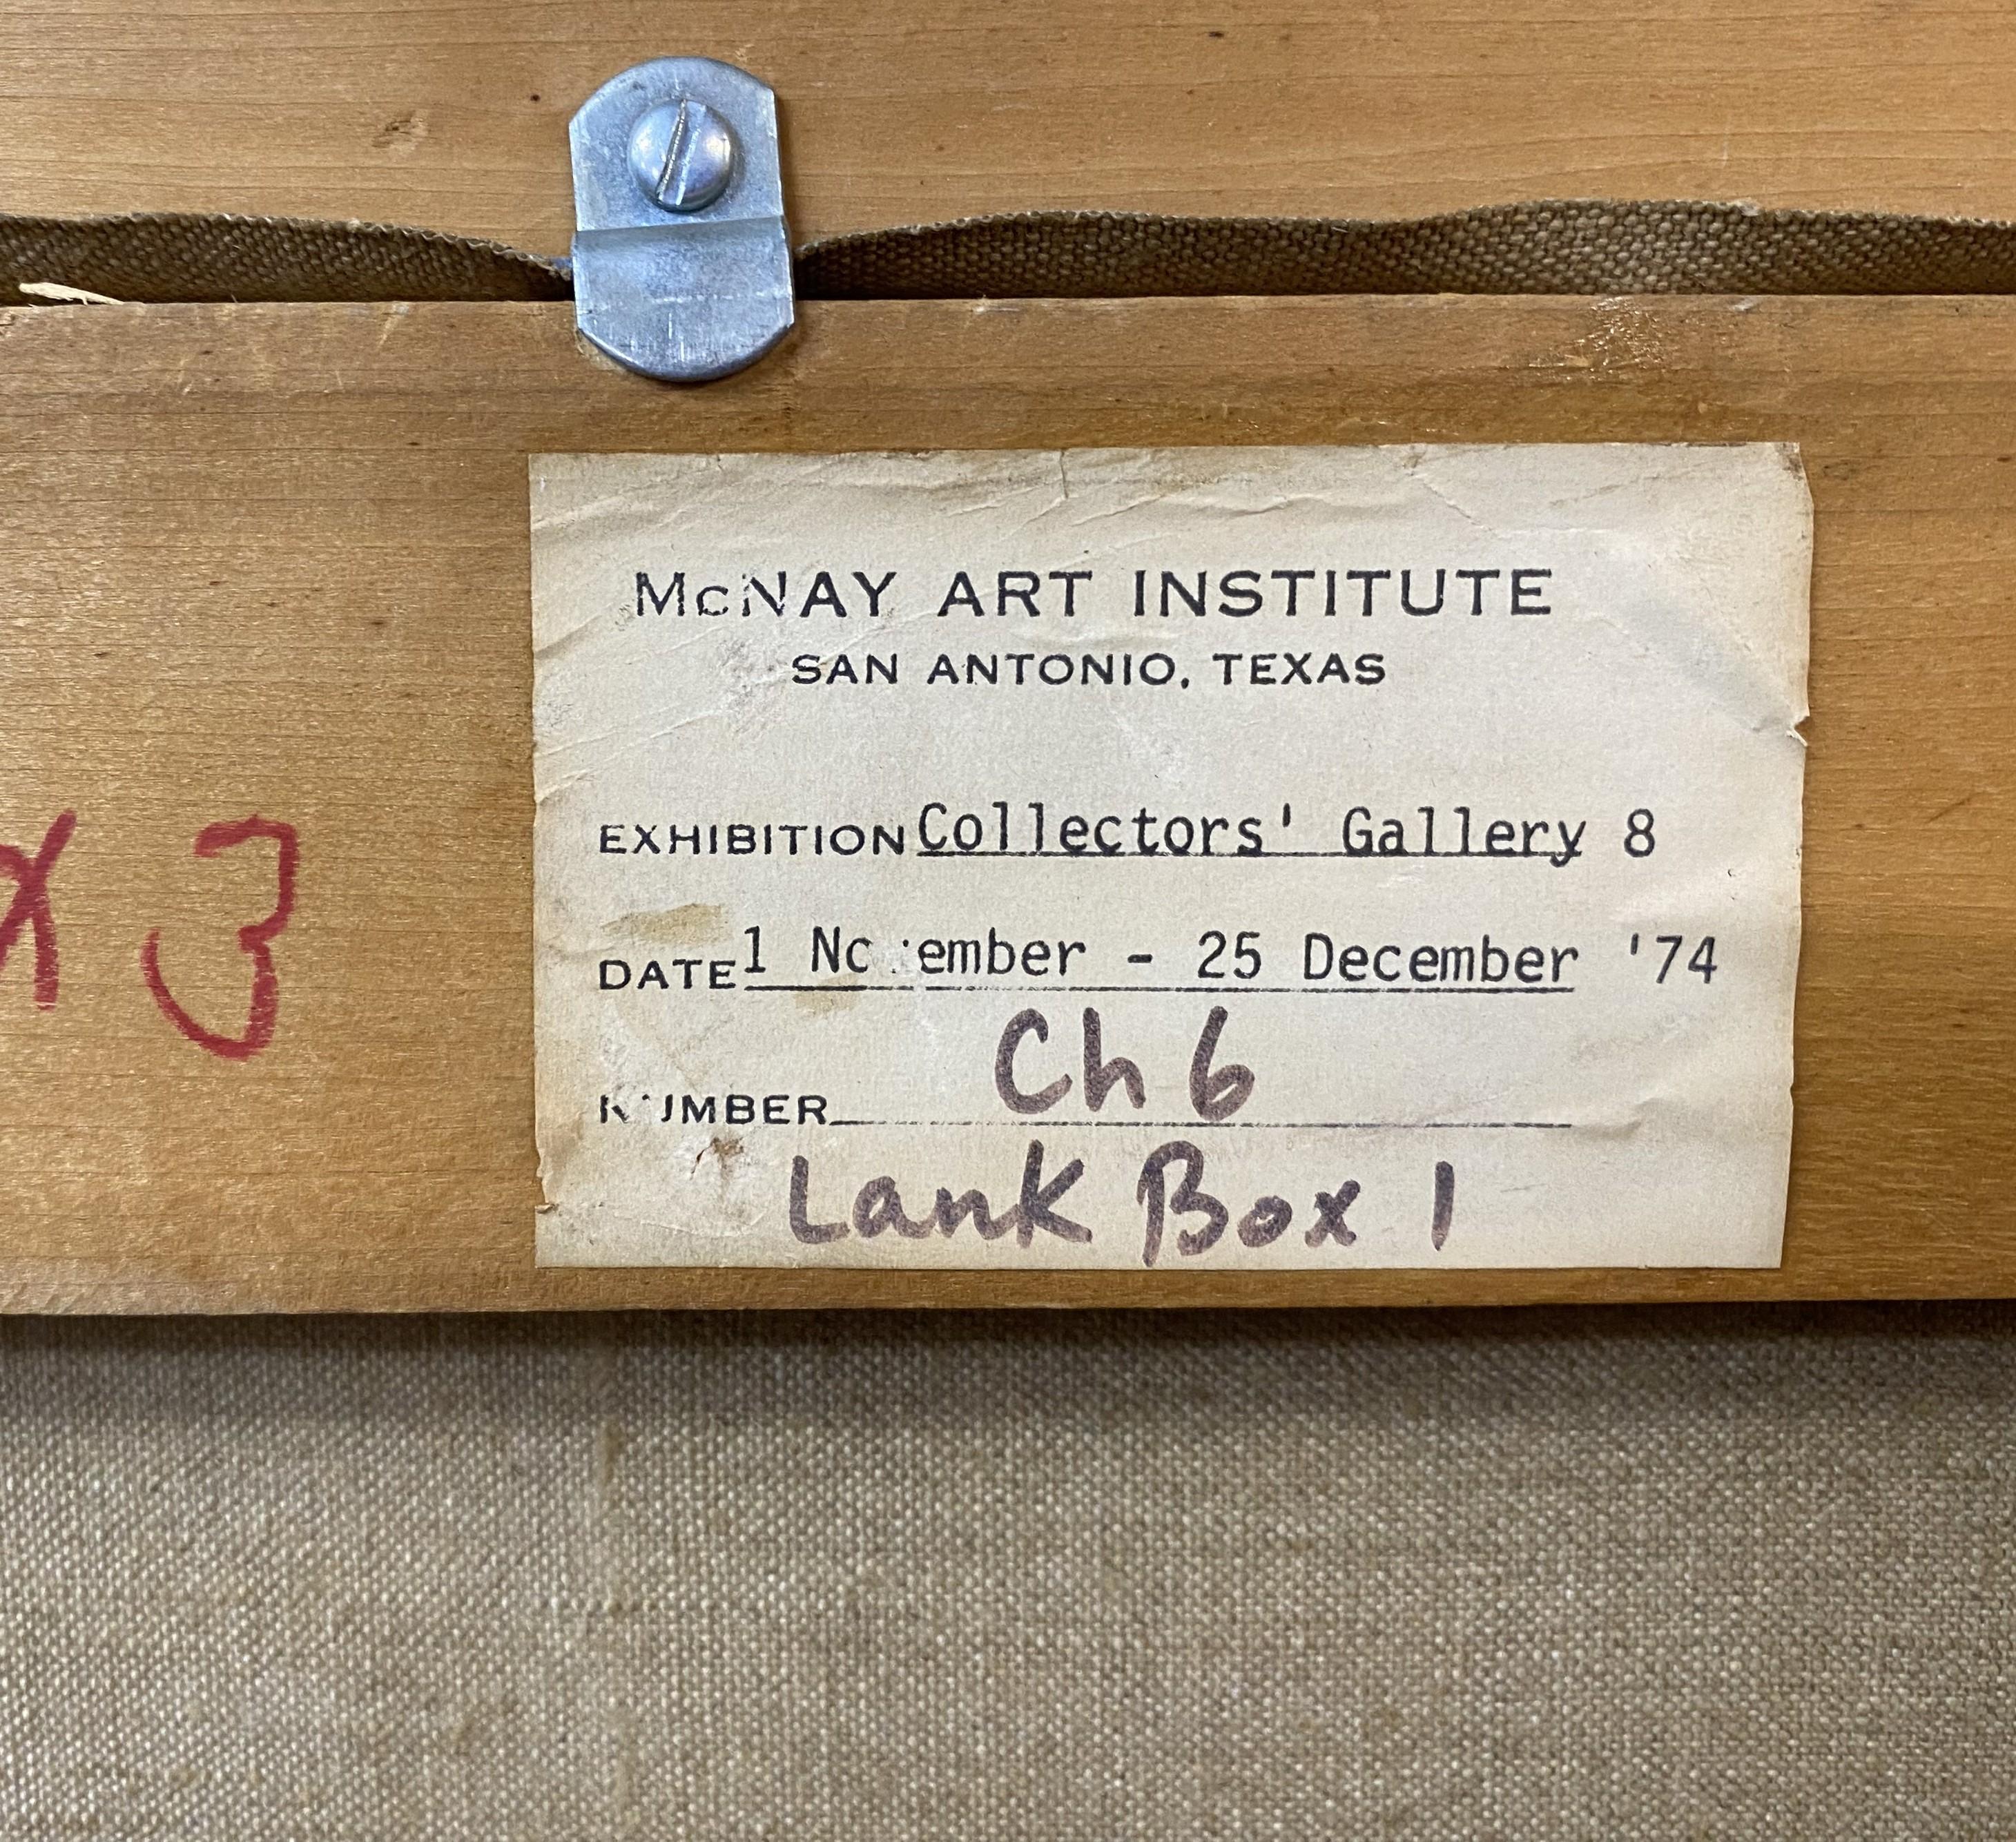 McNAY ART INSTITUTE
SAN ANTONIO, TEXAS
EXHIBITION Collectors' Gallery 8
DATE 1 November - 25 December '74
NUMBER Ch 6
Lank Box 1
x 3